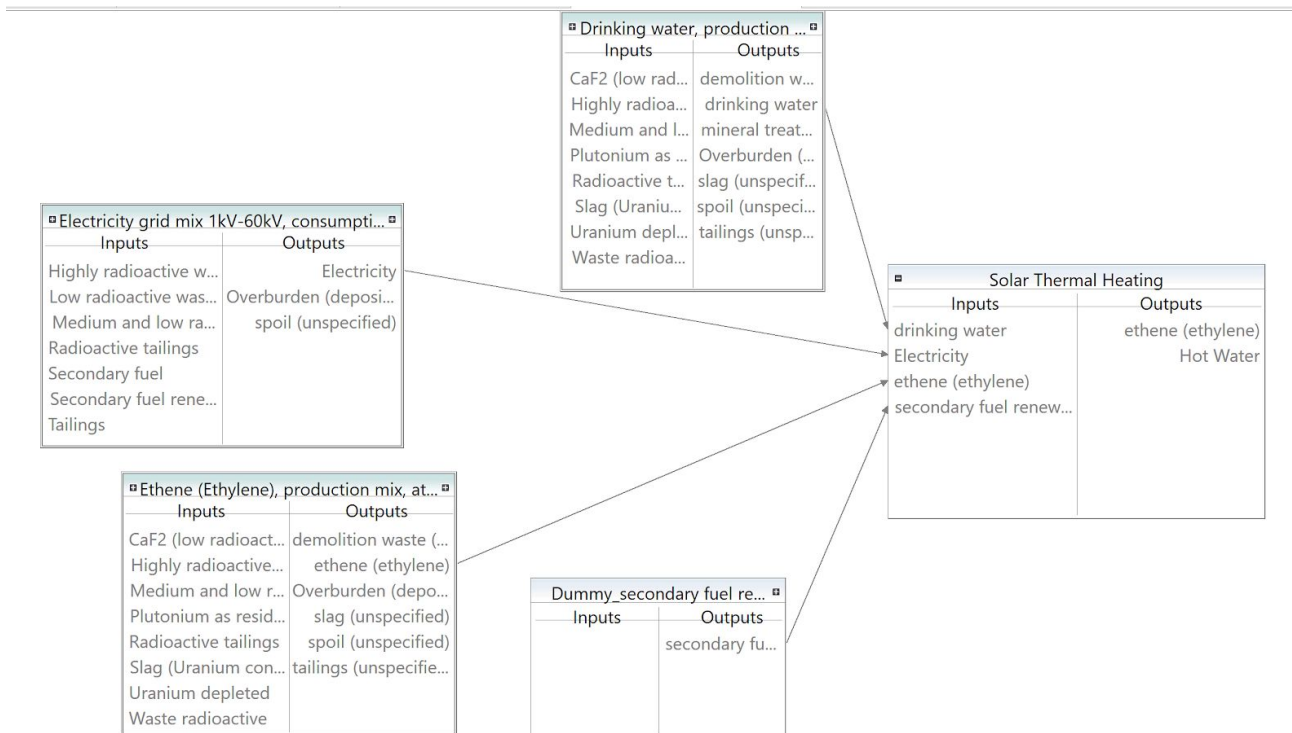 Drinking water, production ...
Inputs Outputs
CaF2 (low rad... demolition w...
Highly radioa... drinking water
Medium and l... mineral treat...
Plutonium as ... Overburden (...
Radioactive t... slag (unspecif...
Slag (Uraniu... spoil (unspeci...
Uranium depl... tailings (unsp...
Waste radioa...
Electricity grid mix 1kV-60kV, consumpti...
Inputs Outputs
Highly radioactive w... Electricity
Low radioactive was... Overburden (deposi...
Medium and low ra... spoil (unspecified)
Radioactive tailings
Secondary fuel
Secondary fuel rene...
Tailings
Solar Thermal Heating
Inputs Outputs
drinking water ethene (ethylene)
Electricity Hot Water
ethene (ethylene)
secondary fuel renew...
Ethene (Ethylene), production mix, at...
Inputs Outputs
CaF2 (low radioact... demolition waste (...
Highly radioactive... ethene (ethylene)
Medium and low r... Overburden (depo...
Plutonium as resid... slag (unspecified)
Radioactive tailings spoil (unspecified)
Slag (Uranium con... tailings (unspecifie...
Uranium depleted
Waste radioactive
Dummy_secondary fuel re...
Inputs Outputs
secondary fu...